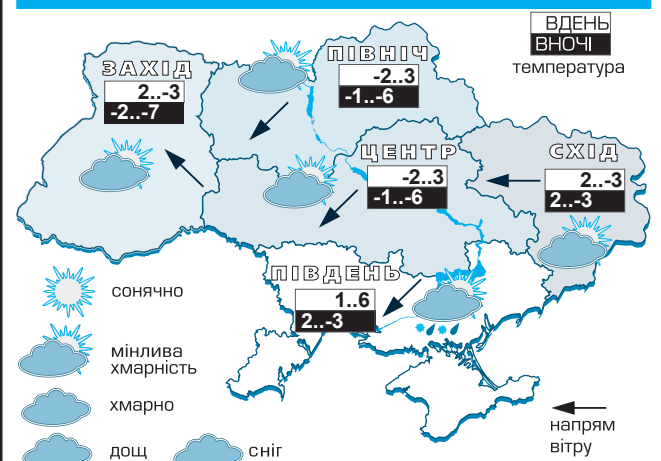 ВДЕНЬ
ВНОЧІ
температура
ЗАХІД
2..-3
-2..-7
ПІВНІЧ
-2..3
-1..-6
ЦЕНТР
-2..3
-1..-6
СХІД
2..-3
2..-3
ПІВДЕНЬ
1..6
2..-3
сонячно
мінлива
хмарність
хмарно
дощ
сніг
напрям
вітру